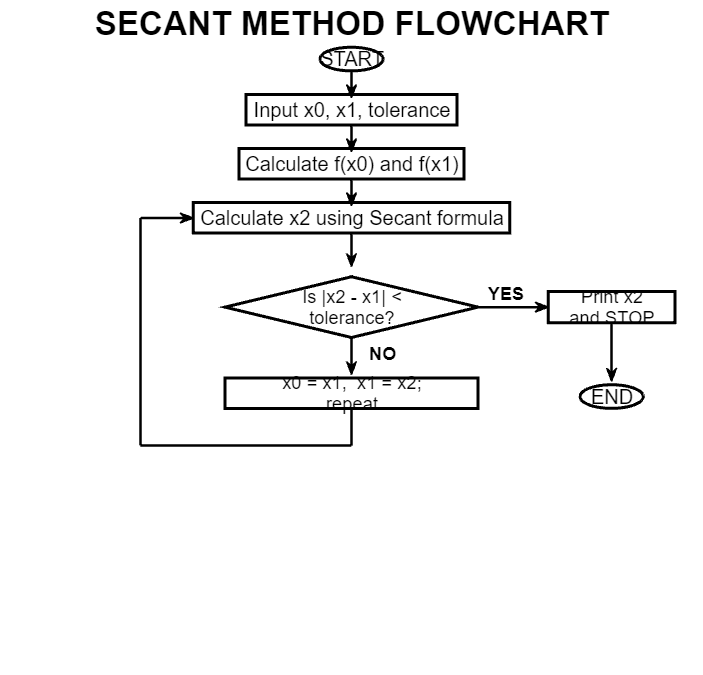 SECANT METHOD FLOWCHART
START
Input x0, x1, tolerance
Calculate f(x0) and f(x1)
Calculate x2 using Secant formula
Is |x2 - x1| <
tolerance?
YES
Print x2
and STOP
NO
x0 = x1, x1 = x2;
repeat
END